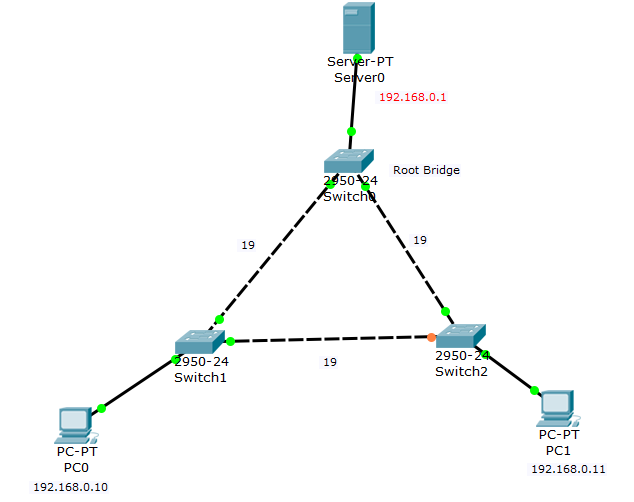 Server-PT
Server0
192.168.0.1
2950-24
Switch0
Root Bridge
19
19
2950-24
Switch1
19
2950-24
Switch2
PC-PT
PC0
192.168.0.10
PC-PT
PC1
192.168.0.11